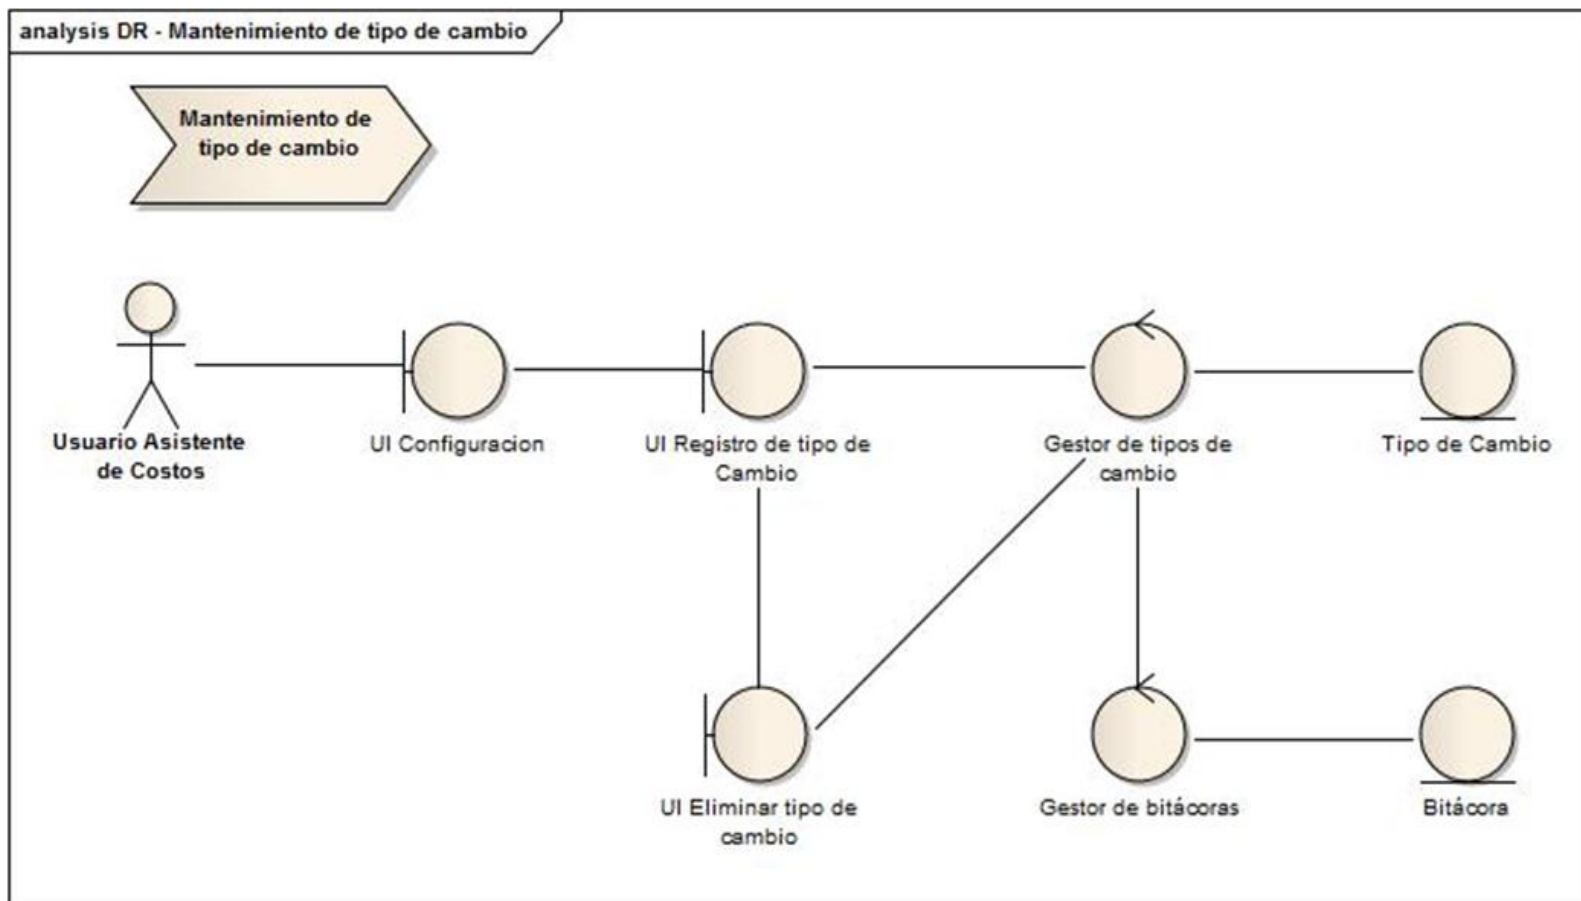 analysis DR - Mantenimiento de tipo de cambio
Mantenimiento de
tipo de cambio
Usuario Asistente
de Costos
UI Configuracion
UI Registro de tipo de
Cambio
Gestor de tipos de
cambio
Tipo de Cambio
UI Eliminar tipo de
cambio
Gestor de bitácoras
Bitácora